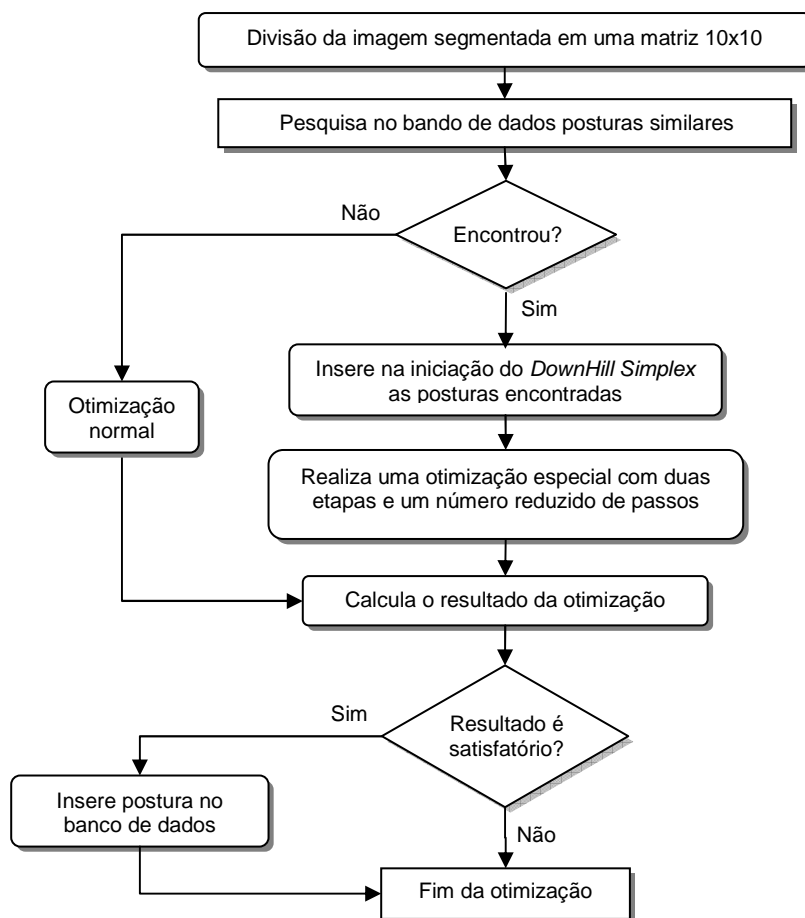 Divisão da imagem segmentada em uma matriz 10x10
Pesquisa no bando de dados posturas similares
Não
Encontrou?
Sim
Insere na iniciação do DownHill Simplex
as posturas encontradas
Otimização
normal
Realiza uma otimização especial com duas
etapas e um número reduzido de passos
Calcula o resultado da otimização
Sim
Resultado é
satisfatório?
Insere postura no
banco de dados
Não
Fim da otimização